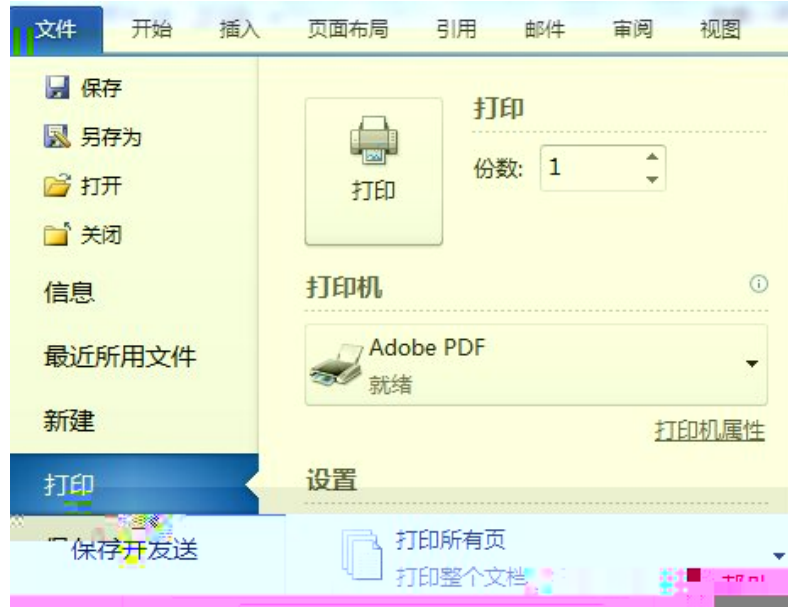 文件 开始 插入 页面布局 引用 邮件 审阅 视图
保存
另存为
打开
关闭
信息
最近所用文件
新建
打印
保存并发送
打印
打印
份数: 1
打印机
Adobe PDF
就绪
打印机属性
设置
打印所有页
打印整个文档